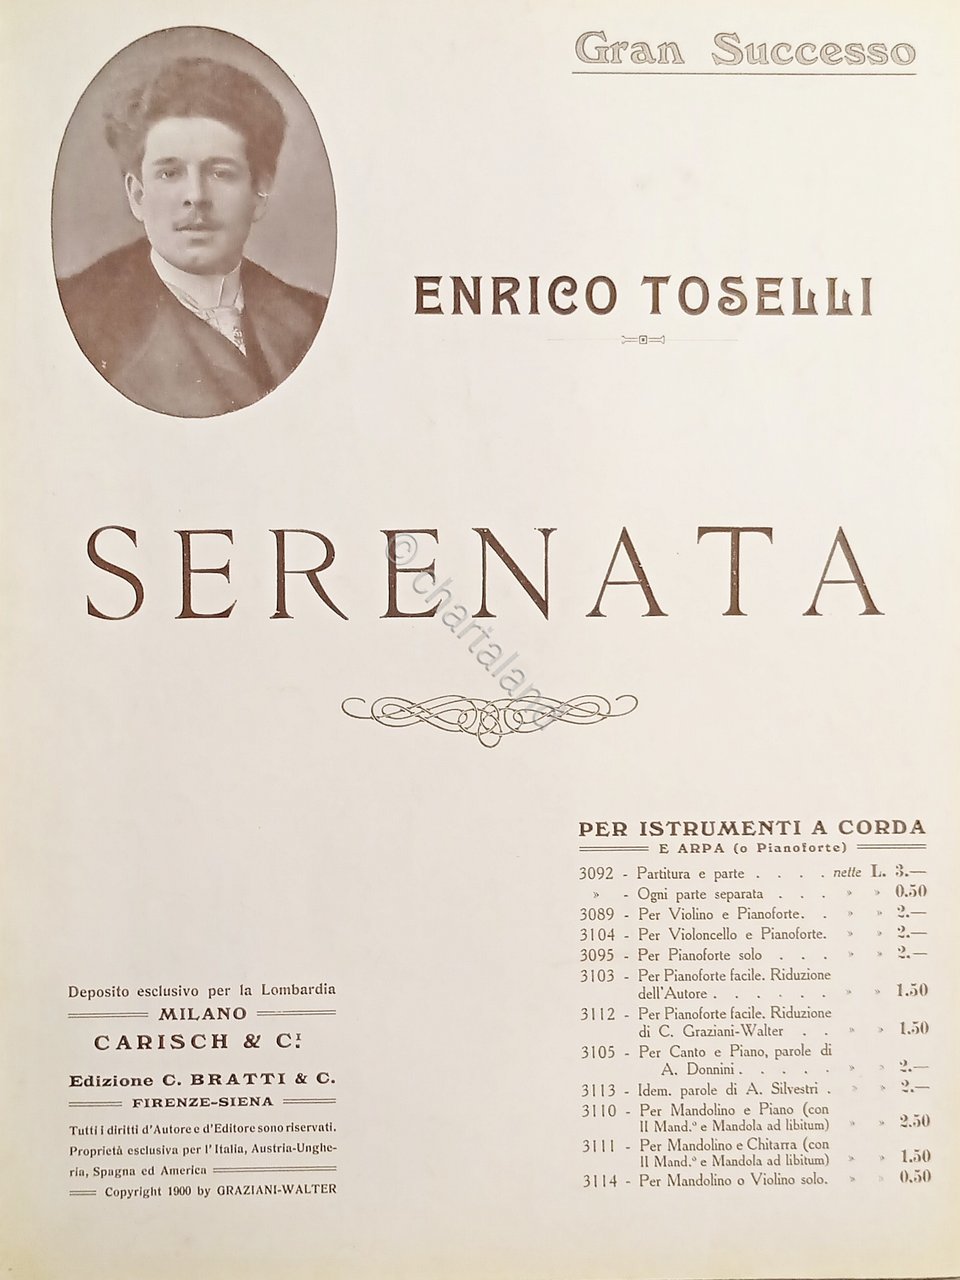 Gran Successo
ENRICO TOSELLI
SERENATA
©chartaland
PER ISTRUMENTI A CORDA
E ARPA (o Pianoforte)
3092 - Partitura e parte . . . . nette L. 3.—
» - Ogni parte separata . . . » » 0.50
3089 - Per Violino e Pianoforte. . » » 2.—
3104 - Per Violoncello e Pianoforte. » » 2.—
3095 - Per Pianoforte solo . . . » » 2.—
3103 - Per Pianoforte facile. Riduzione
dell'Autore . . . . . . » » 1.50
3112 - Per Pianoforte facile. Riduzione
di C. Graziani-Walter . . » » 1.50
3105 - Per Canto e Piano, parole di
A. Donnini . . . . . » » 2.—
3113 - Idem. parole di A. Silvestri . » » 2.—
3110 - Per Mandolino e Piano (con
II Mand.º e Mandola ad libitum) » » 2.50
3111 - Per Mandolino e Chitarra (con
II Mand.º e Mandola ad libitum) » » 1.50
3114 - Per Mandolino o Violino solo. » » 0.50
Deposito esclusivo per la Lombardia
MILANO
CARISCH & C.i
Edizione C. BRATTI & C.
FIRENZE-SIENA
Tutti i diritti d'Autore e d'Editore sono riservati.
Proprietà esclusiva per l'Italia, Austria-Unghe-
ria, Spagna ed America
Copyright 1900 by GRAZIANI-WALTER